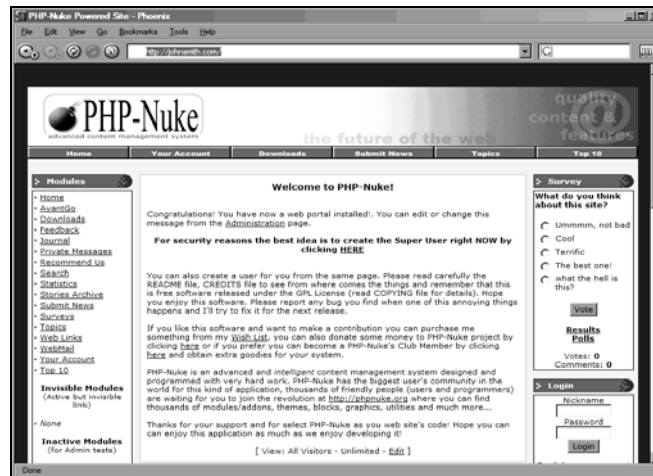 PHP-Nuke Powered Site - Phoenix
File Edit View Go Bookmarks Tools Help
http://johnsmith.com/
PHP-Nuke
advanced content management system
the future of the web
quality
content &
features
Home Your Account Downloads Submit News Topics Top 10
Modules
· Home
· AvantGo
· Downloads
· Feedback
· Journal
· Private Messages
· Recommend Us
· Search
· Statistics
· Stories Archive
· Submit News
· Surveys
· Topics
· Web Links
· WebMail
· Your Account
· Top 10
Invisible Modules
(Active but invisible
link)
· None
Inactive Modules
(for Admin tests)
Welcome to PHP-Nuke!
Congratulations! You have now a web portal installed!. You can edit or change this
message from the Administration page.
For security reasons the best idea is to create the Super User right NOW by
clicking HERE
You can also create a user for you from the same page. Please read carefully the
README file, CREDITS file to see from where comes the things and remember that this
is free software released under the GPL License (read COPYING file for details). Hope
you enjoy this software. Please report any bug you find when one of this annoying things
happens and I'll try to fix it for the next release.
If you like this software and want to make a contribution you can purchase me
something from my Wish List, you can also donate some money to PHP-Nuke project by
clicking here or if you prefer you can become a PHP-Nuke's Club Member by clicking
here and obtain extra goodies for your system.
PHP-Nuke is an advanced and intelligent content management system designed and
programmed with very hard work. PHP-Nuke has the biggest user's community in the
world for this kind of application, thousands of friendly people (users and programmers)
are waiting for you to join the revolution at http://phpnuke.org where you can find
thousands of modules/addons, themes, blocks, graphics, utilities and much more...
Thanks for your support and for select PHP-Nuke as you web site's code! Hope you can
can enjoy this application as much as we enjoy developing it!
[ View: All Visitors - Unlimited - Edit ]
Survey
What do you think
about this site?
Ummmm, not bad
Cool
Terrific
The best one!
what the hell is
this?
Vote
Results
Polls
Votes: 0
Comments: 0
Login
Nickname
Password
Login
Done